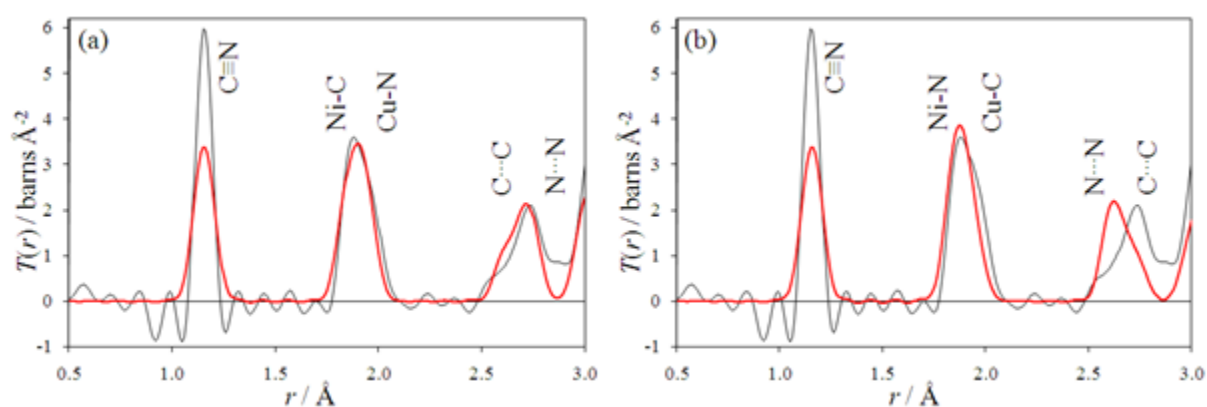 (a)
T(r) / barns Å-2
6
5
4
3
2
1
0
-1
C≡N
Ni-C
Cu-N
C···C
N···N
0.5
1.0
1.5
2.0
2.5
3.0
r / Å
(b)
T(r) / barns Å-2
6
5
4
3
2
1
0
-1
C≡N
Ni-N
Cu-C
N···N
C···C
0.5
1.0
1.5
2.0
2.5
3.0
r / Å